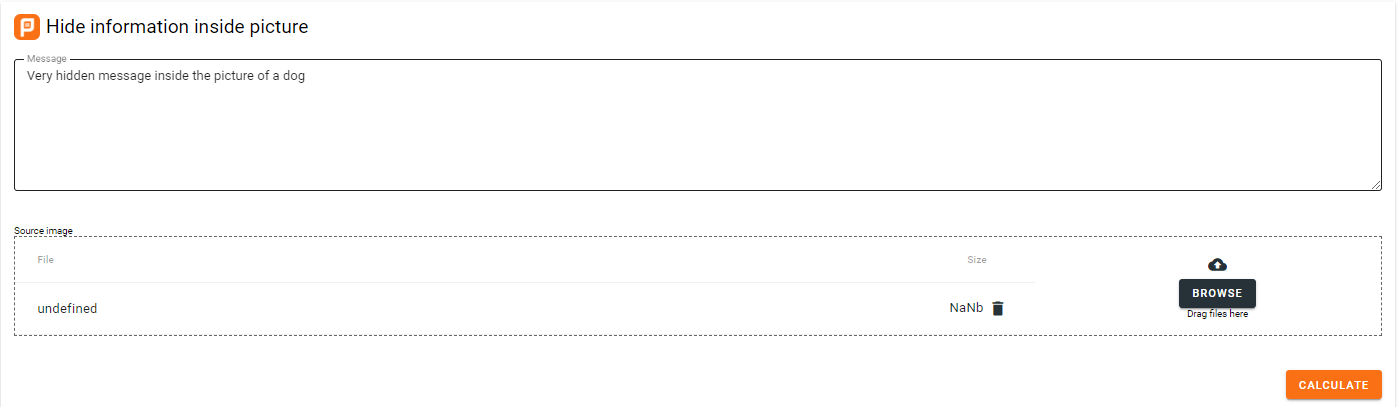 Hide information inside picture
Message
Very hidden message inside the picture of a dog
Source image
File Size
undefined NaNb
BROWSE
Drag files here
CALCULATE